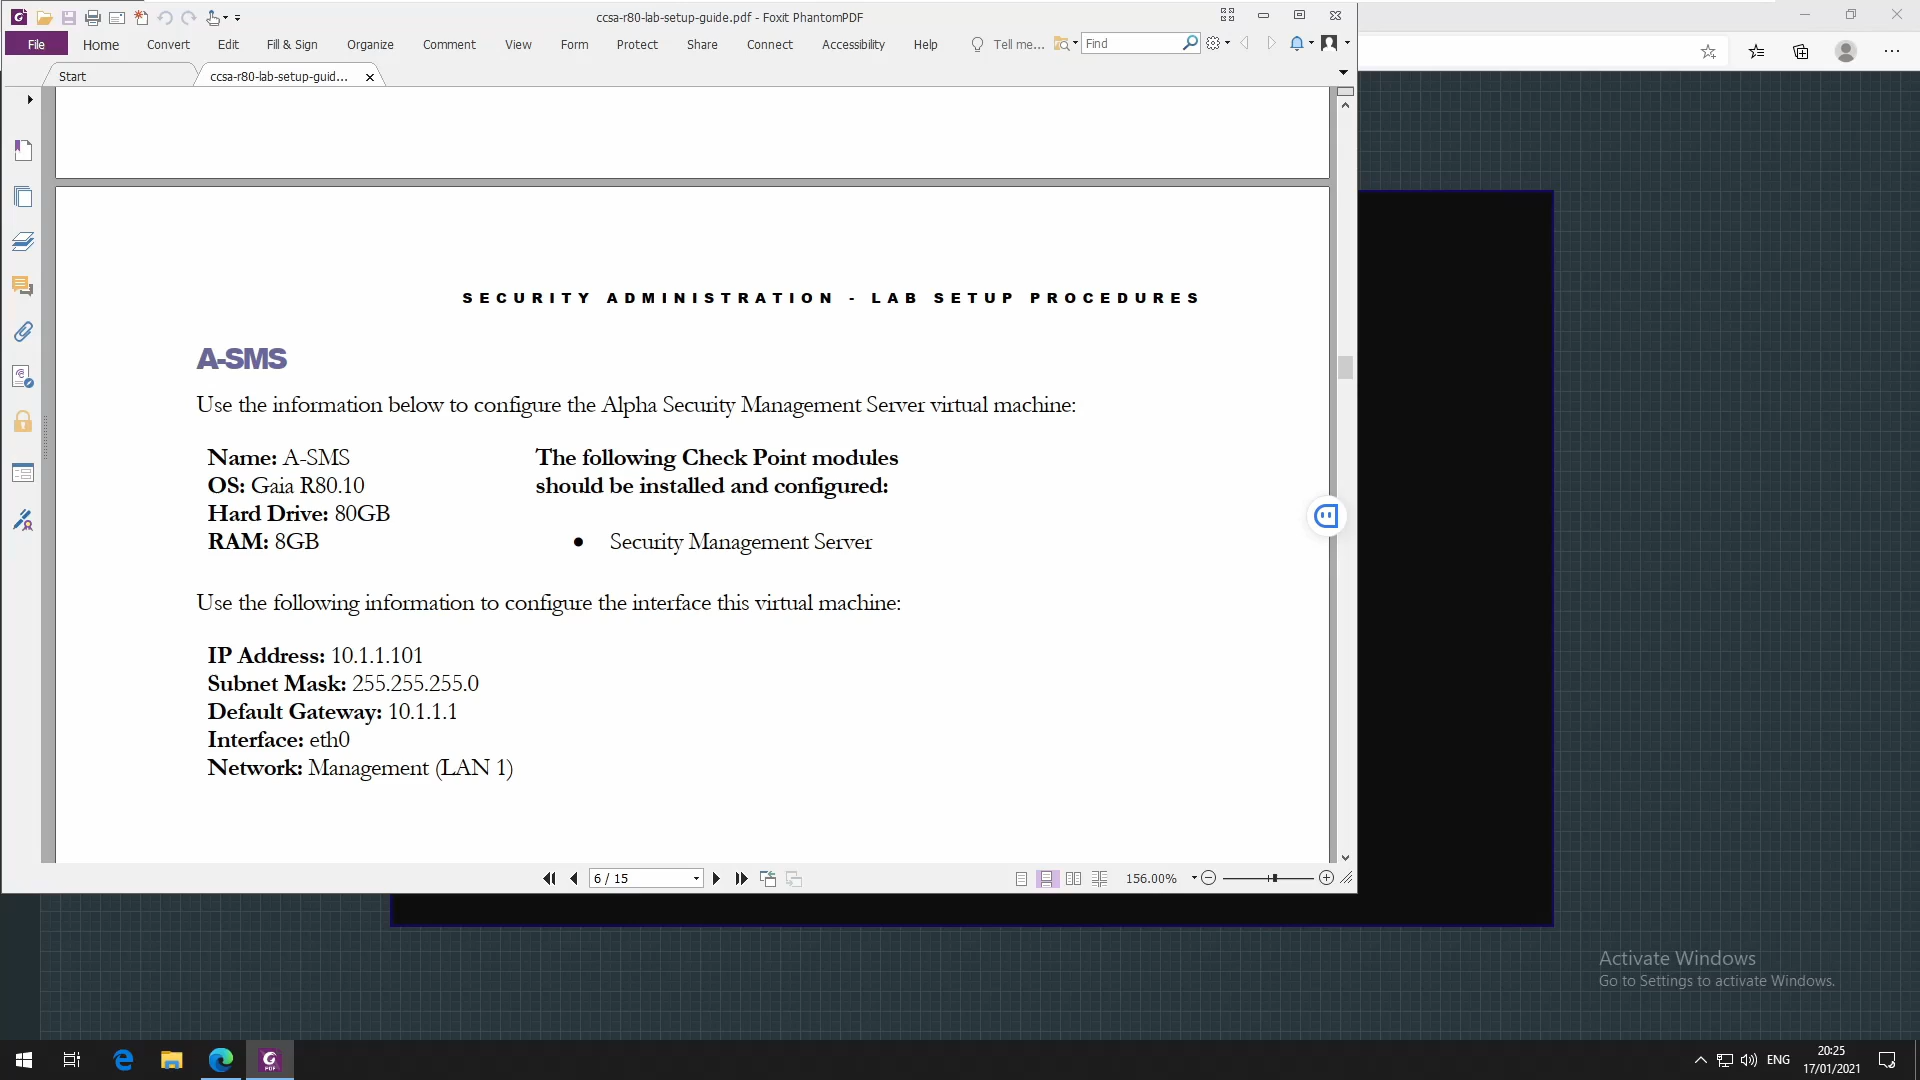 ccsa-r80-lab-setup-guide.pdf - Foxit PhantomPDF
File Home Convert Edit Fill & Sign Organize Comment View Form Protect Share Connect Accessibility Help Tell me... Find
Start ccsa-r80-lab-setup-guid...
SECURITY ADMINISTRATION - LAB SETUP PROCEDURES
A-SMS
Use the information below to configure the Alpha Security Management Server virtual machine:
Name: A-SMS
OS: Gaia R80.10
Hard Drive: 80GB
RAM: 8GB
The following Check Point modules
should be installed and configured:
• Security Management Server
Use the following information to configure the interface this virtual machine:
IP Address: 10.1.1.101
Subnet Mask: 255.255.255.0
Default Gateway: 10.1.1.1
Interface: eth0
Network: Management (LAN 1)
6 / 15
156.00%
Activate Windows
Go to Settings to activate Windows.
PDF
ENG
20:25
17/01/2021